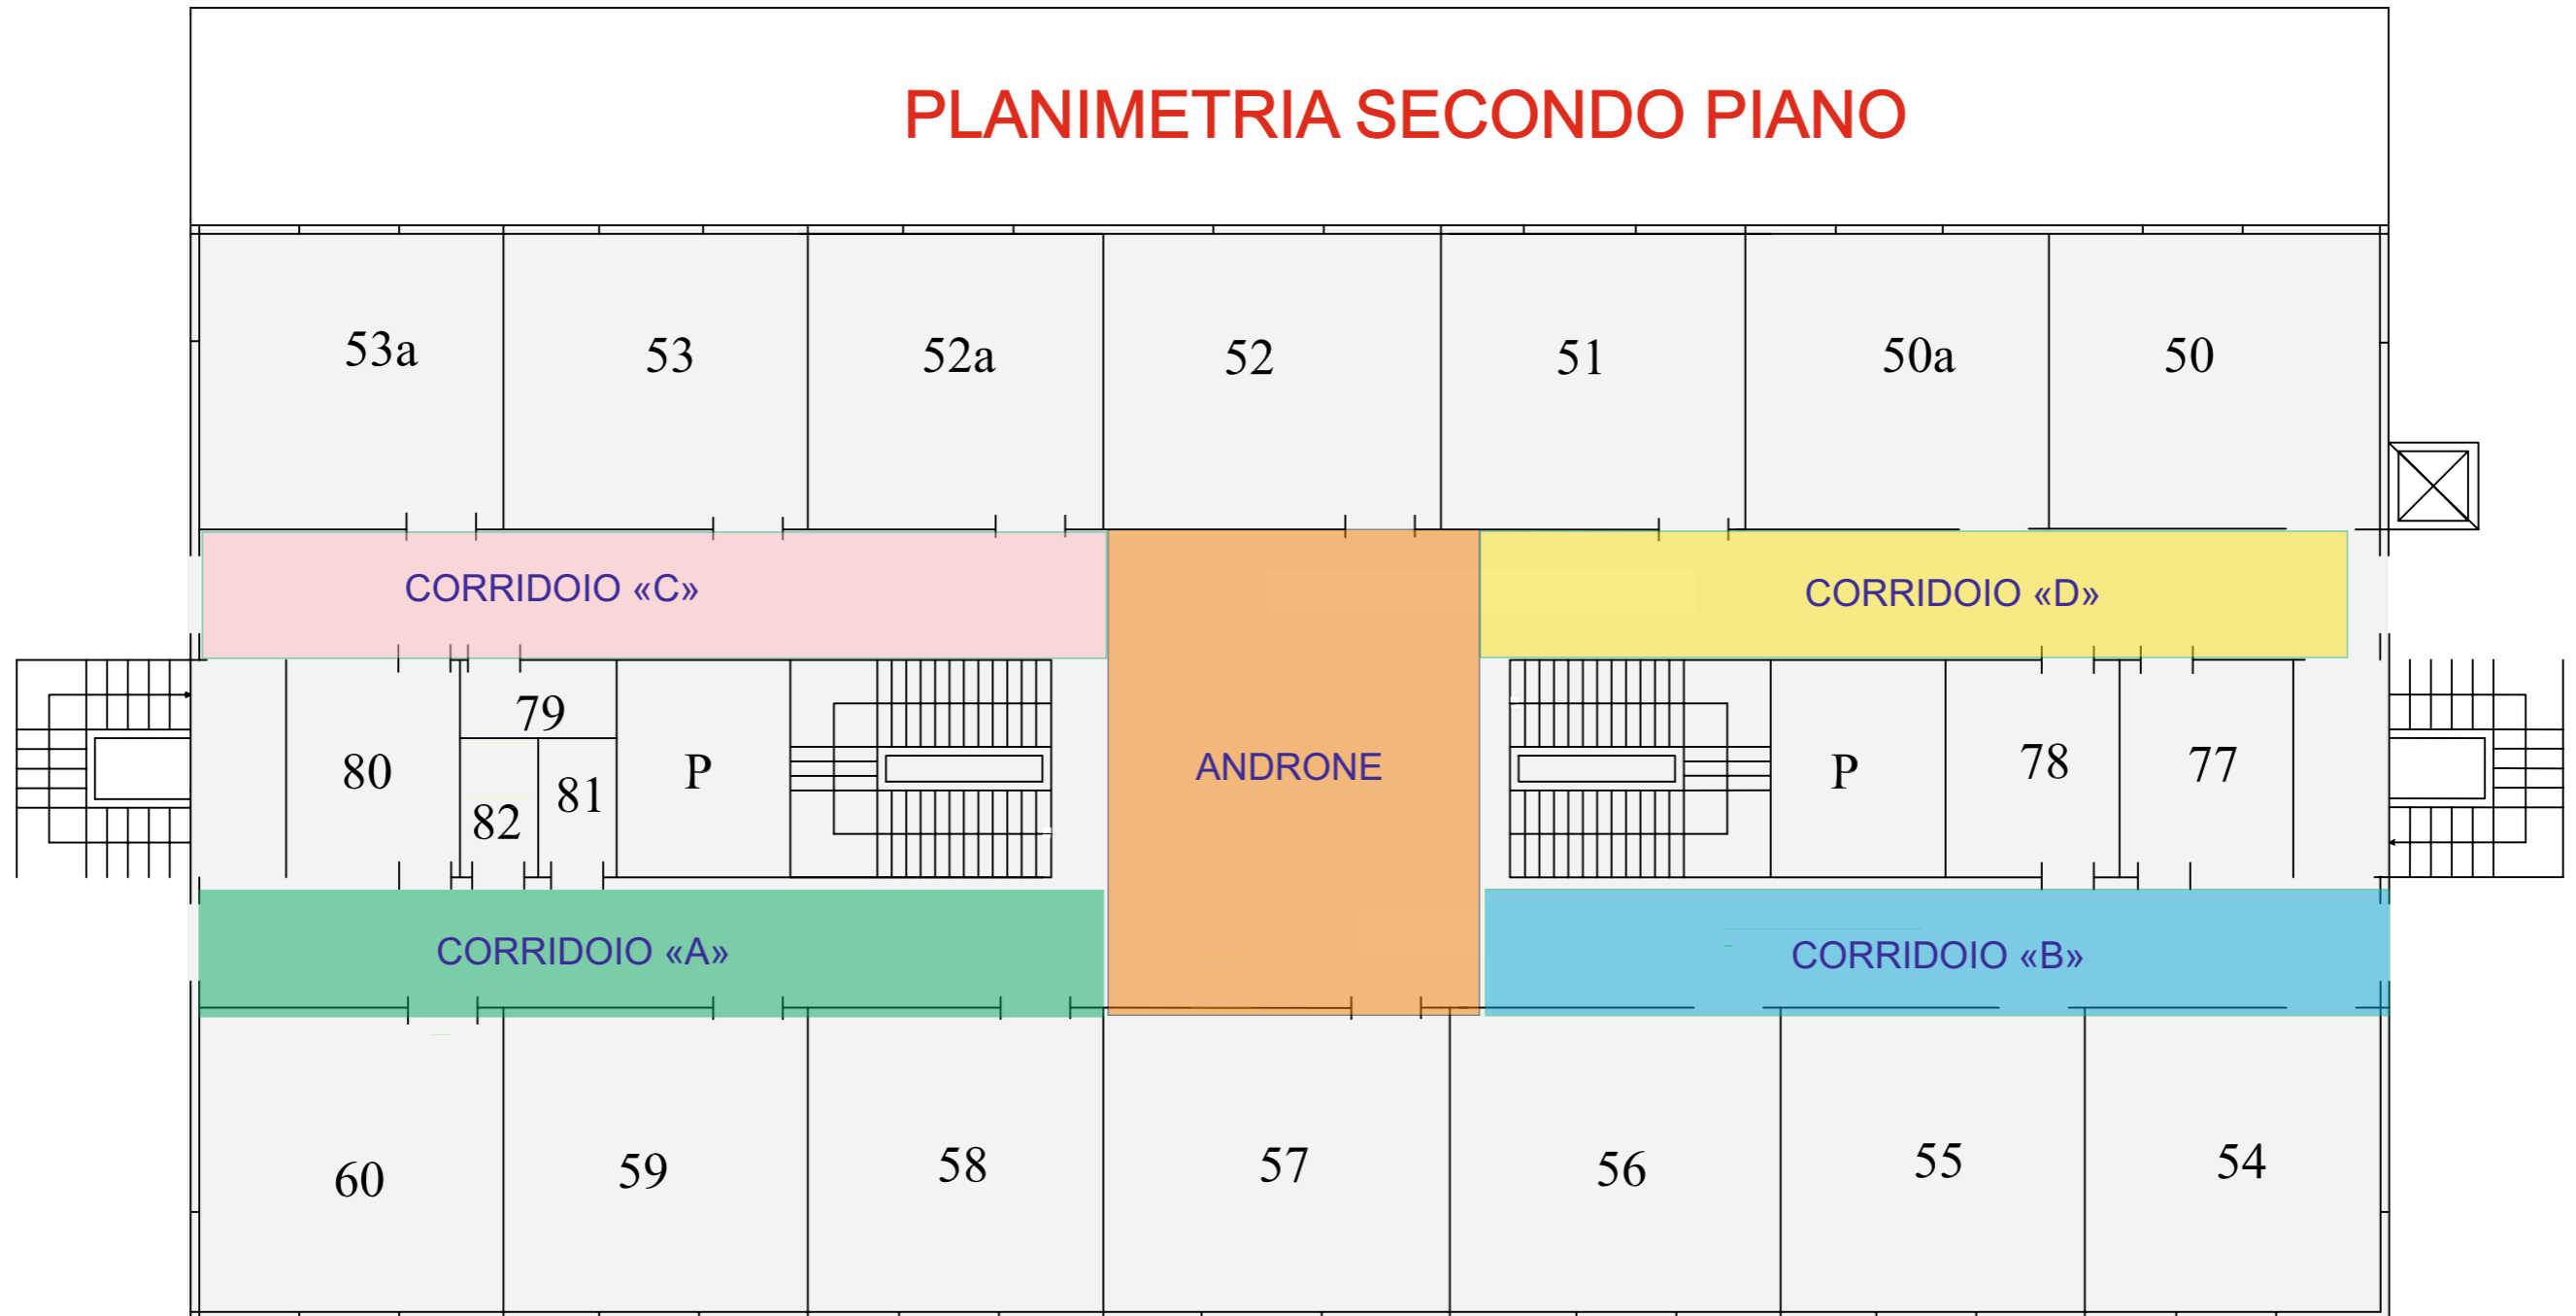 PLANIMETRIA SECONDO PIANO
53a
53
52a
52
51
50a
50
CORRIDOIO «C»
CORRIDOIO «D»
80
79
82
81
P
ANDRONE
P
78
77
CORRIDOIO «A»
CORRIDOIO «B»
60
59
58
57
56
55
54